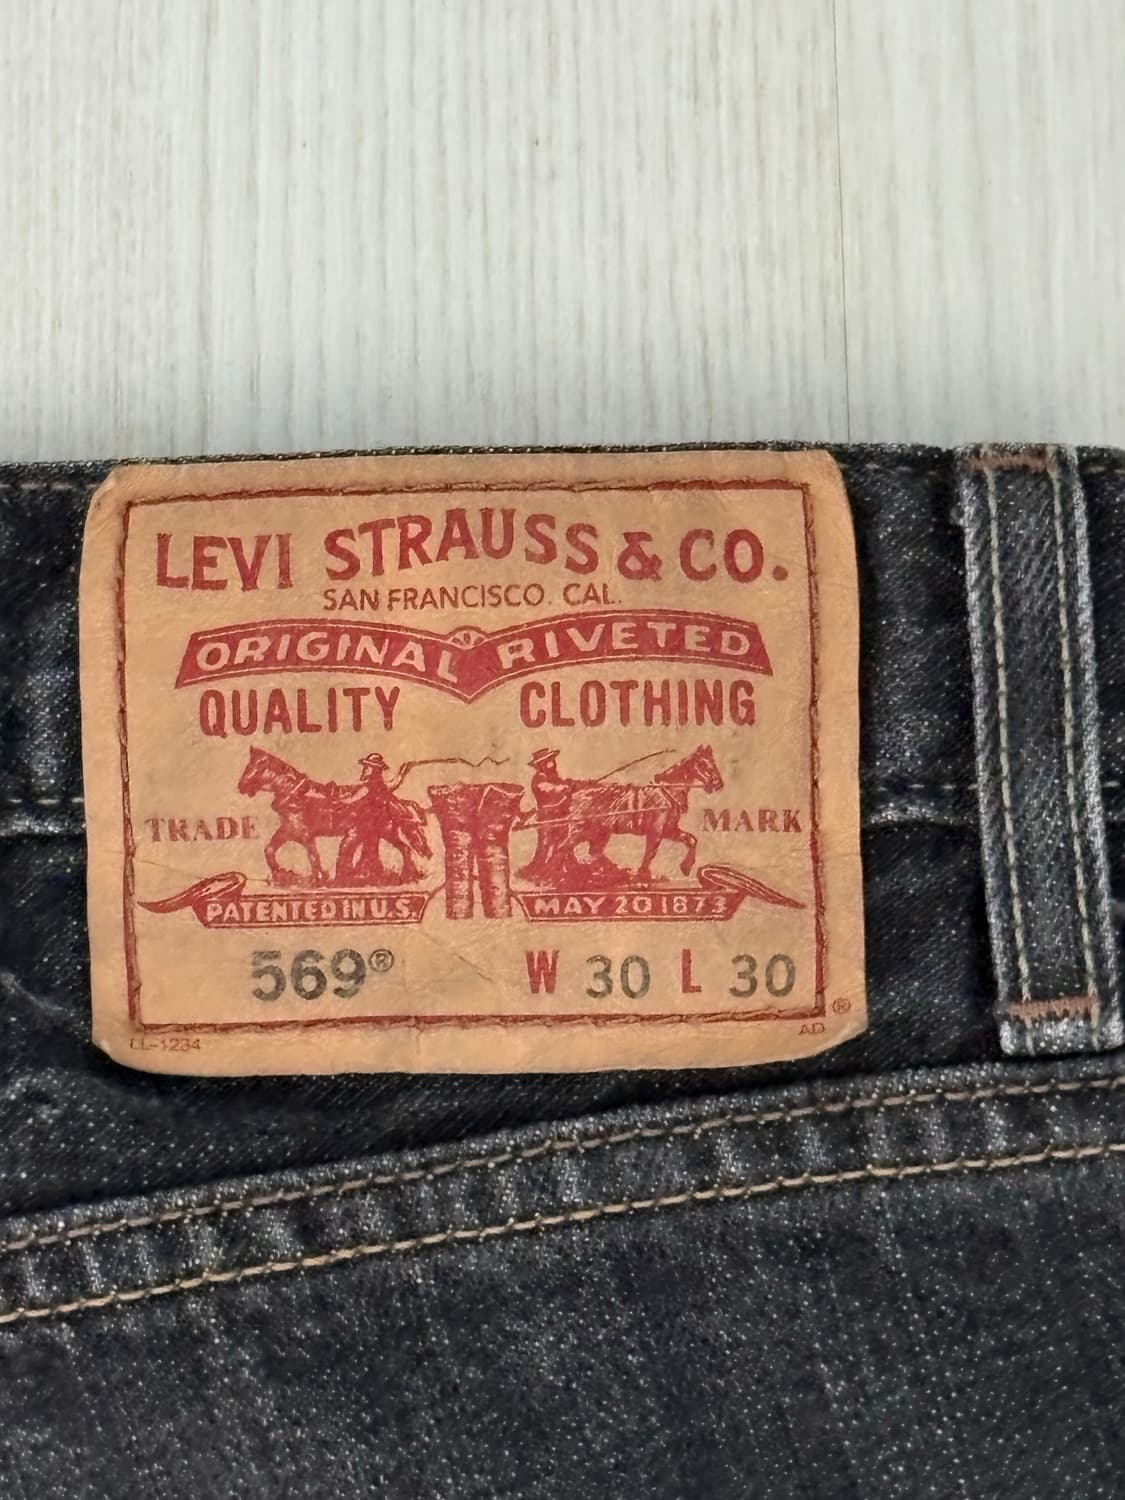 LEVI STRAUSS & CO.
SAN FRANCISCO, CAL.
ORIGINAL RIVETED
QUALITY CLOTHING
TRADE MARK
PATENTED IN U.S. MAY 20 1873
569® W 30 L 30
LL-1234 AD ®